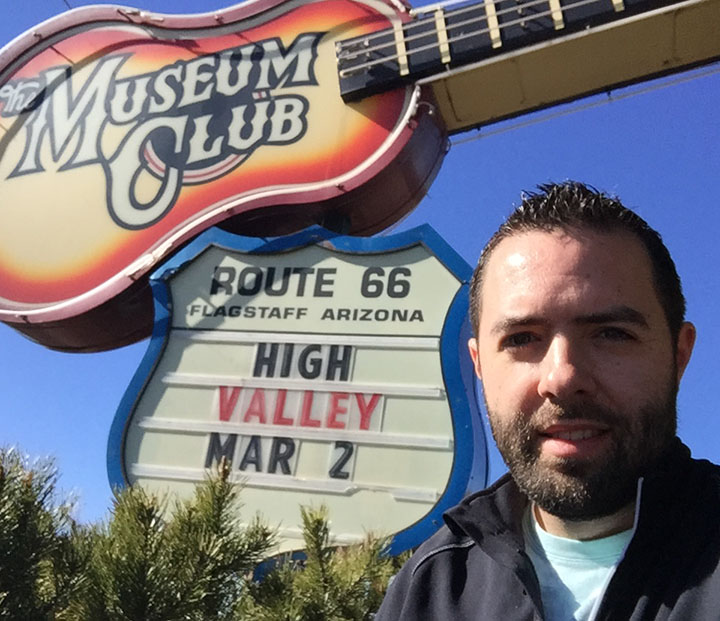 The Museum
Club
ROUTE 66
FLAGSTAFF ARIZONA
HIGH
VALLEY
MAR 2